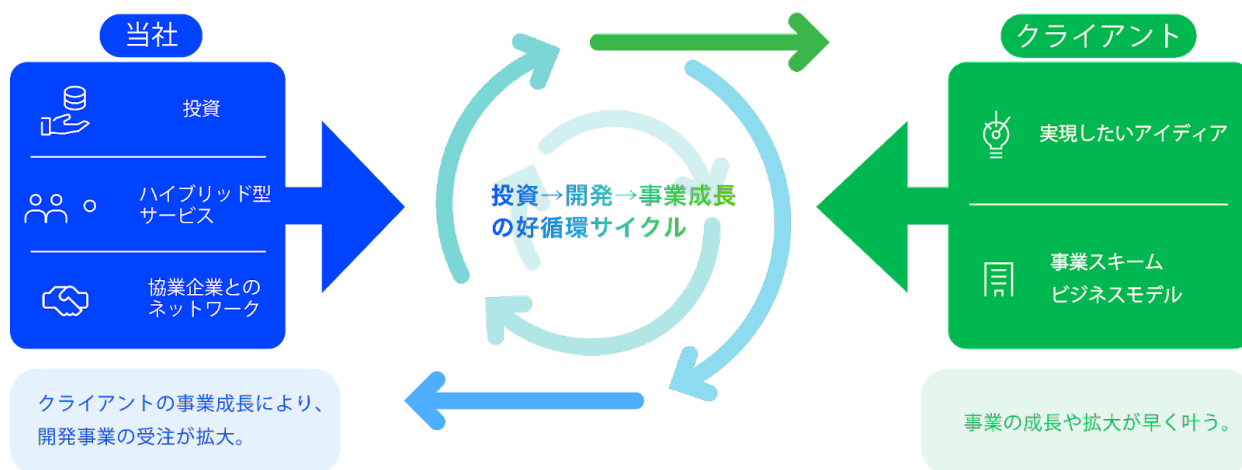 当社
投資
ハイブリッド型
サービス
協業企業との
ネットワーク
クライアントの事業成長により、
開発事業の受注が拡大。
投資→開発→事業成長
の好循環サイクル
クライアント
実現したいアイディア
事業スキーム
ビジネスモデル
事業の成長や拡大が早く叶う。